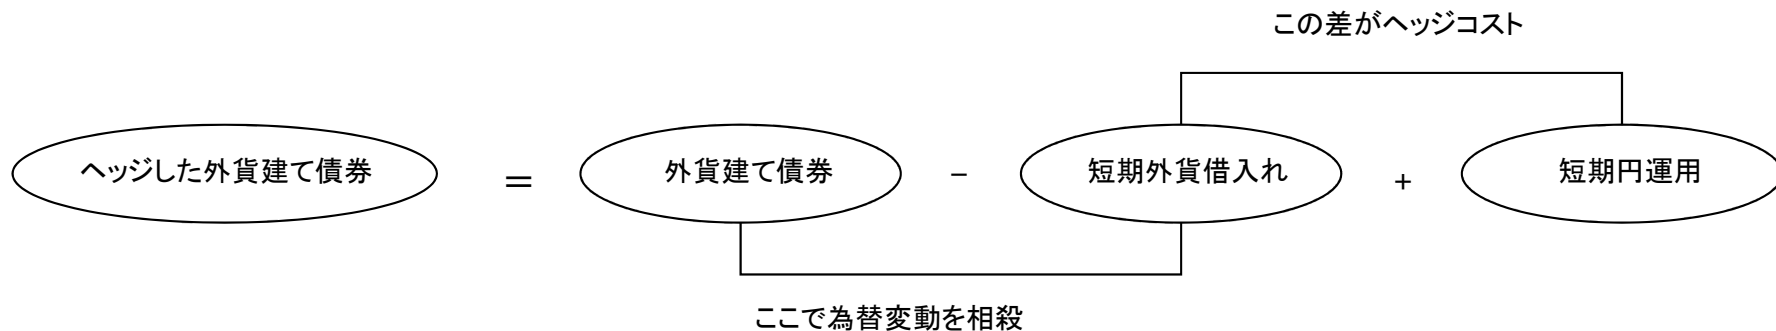 この差がヘッジコスト
ヘッジした外貨建て債券 = 外貨建て債券 − 短期外貨借入れ + 短期円運用
ここで為替変動を相殺